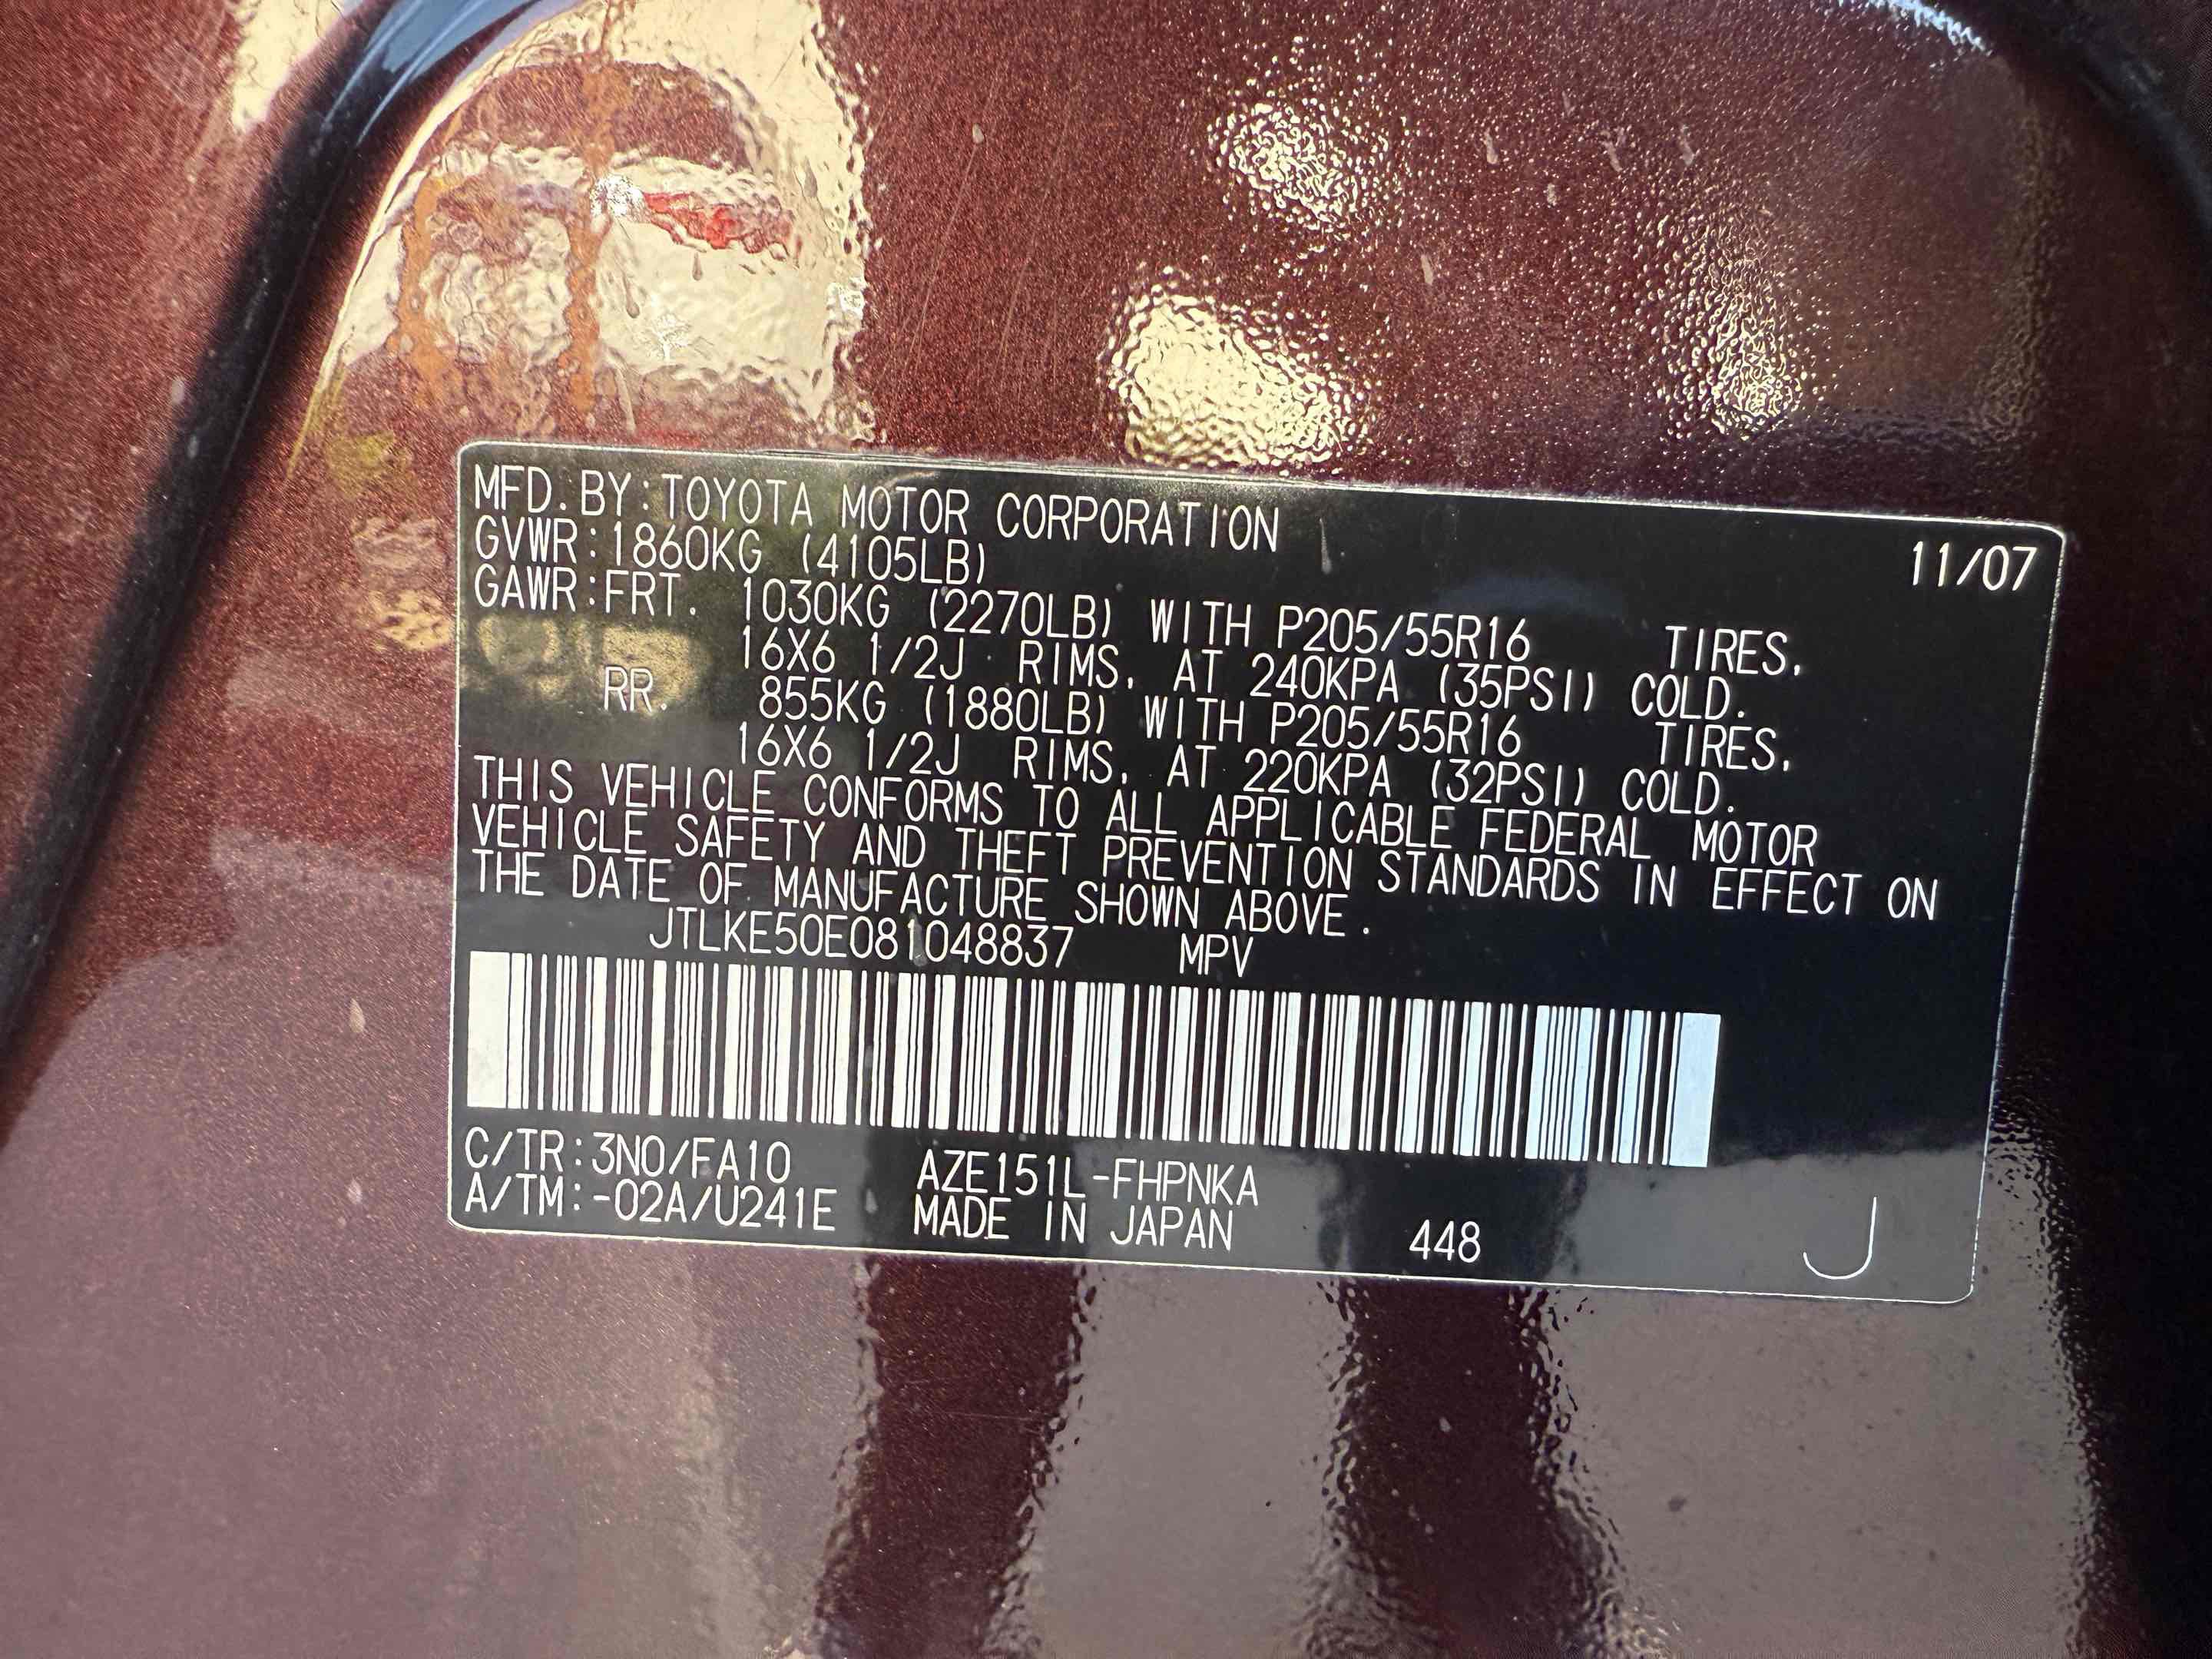 MFD. BY:TOYOTA MOTOR CORPORATION 11/07
GVWR:1860KG (4105LB)
GAWR:FRT. 1030KG (2270LB) WITH P205/55R16 TIRES,
16X6 1/2J RIMS, AT 240KPA (35PSI) COLD.
RR. 855KG (1880LB) WITH P205/55R16 TIRES,
16X6 1/2J RIMS, AT 220KPA (32PSI) COLD.
THIS VEHICLE CONFORMS TO ALL APPLICABLE FEDERAL MOTOR
VEHICLE SAFETY AND THEFT PREVENTION STANDARDS IN EFFECT ON
THE DATE OF MANUFACTURE SHOWN ABOVE.
JTLKE50E081048837 MPV
C/TR:3N0/FA10 AZE151L-FHPNKA
A/TM:-02A/U241E MADE IN JAPAN 448 J